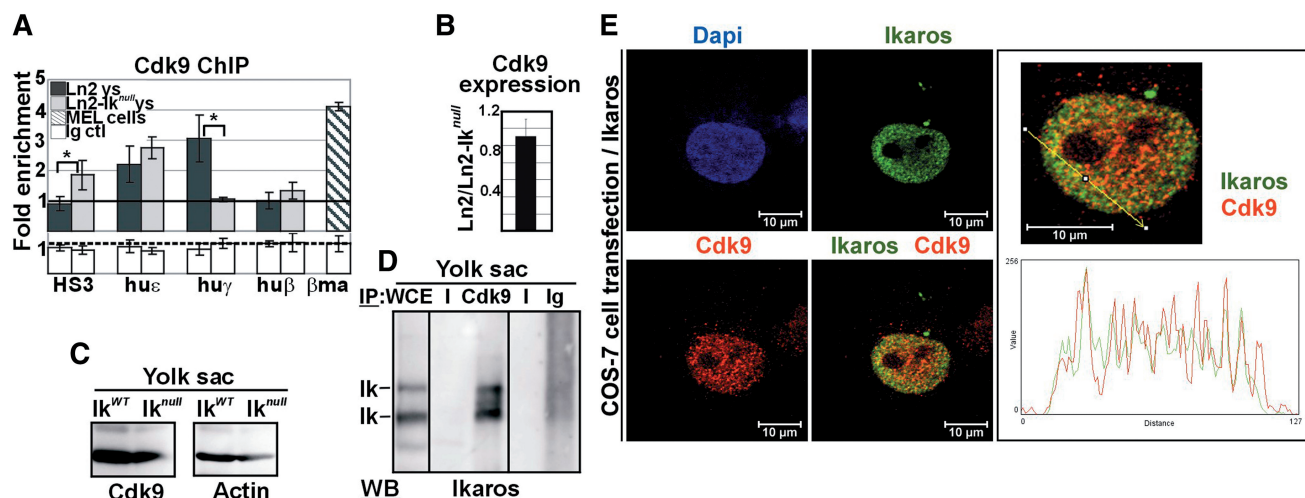 A
Cdk9 ChIP
Fold enrichment
5
4
3
2
1
1
Ln2 ys
Ln2-Ik^null ys
MEL cells
Ig ctl
*
*
HS3 huε huγ huβ βma
B
Cdk9
expression
Ln2/Ln2-Ik^null
1.2
0.8
0.4
C
Yolk sac
Ik^WT Ik^null Ik^WT Ik^null
Cdk9 Actin
D
Yolk sac
IP: WCE I Cdk9 I Ig
Ik–
Ik–
WB Ikaros
E
COS-7 cell transfection / Ikaros
Dapi Ikaros
10 µm 10 µm
Cdk9 Ikaros Cdk9
10 µm 10 µm
10 µm
Ikaros
Cdk9
256
Value
0
0 Distance 127